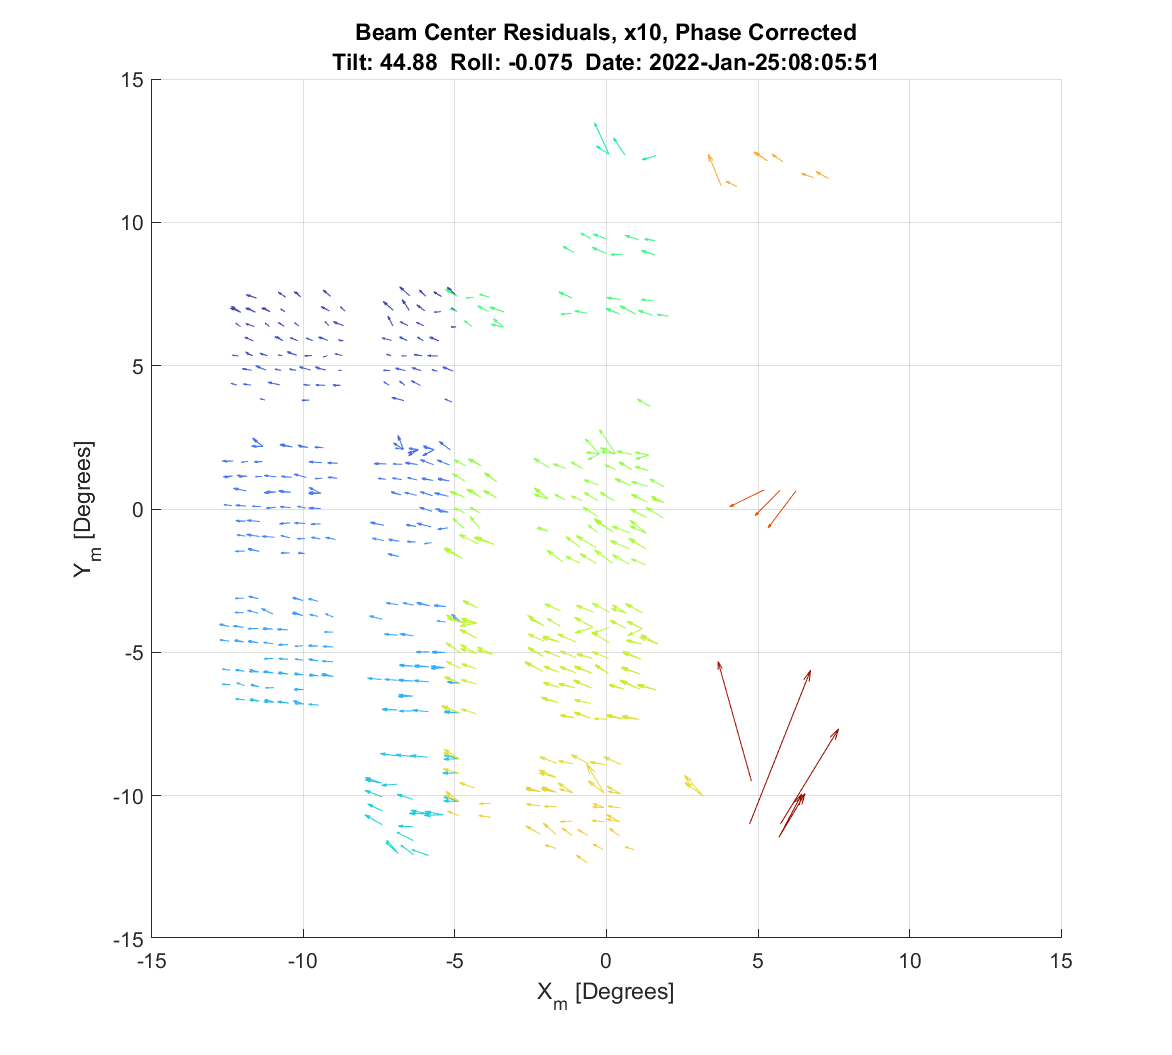 Beam Center Residuals, x10, Phase Corrected
Tilt: 44.88 Roll: -0.075 Date: 2022-Jan-25:08:05:51
15
10
5
0
-5
-10
-15
Y_m [Degrees]
-15 -10 -5 0 5 10 15
X_m [Degrees]